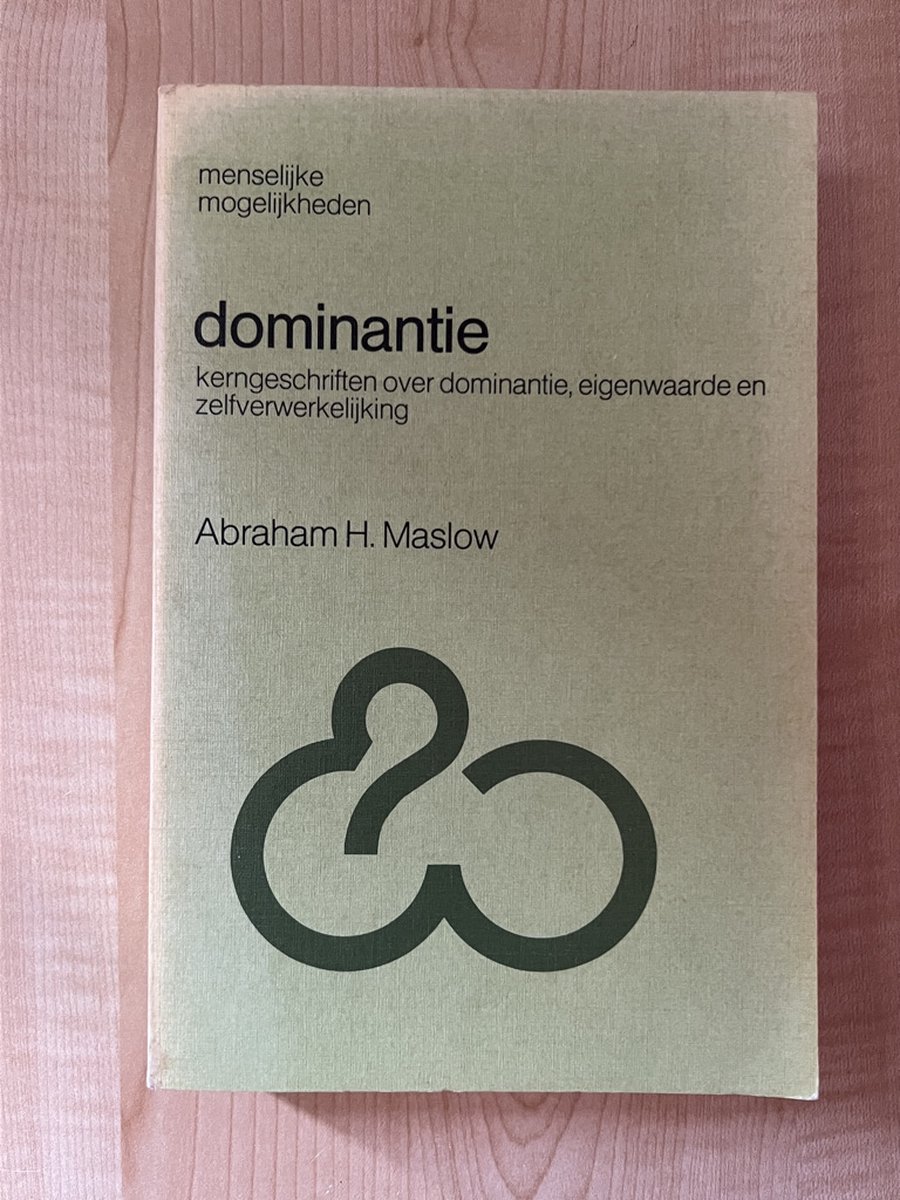 menselijke
mogelijkheden
dominantie
kerngeschriften over dominantie, eigenwaarde en
zelfverwerkelijking
Abraham H. Maslow